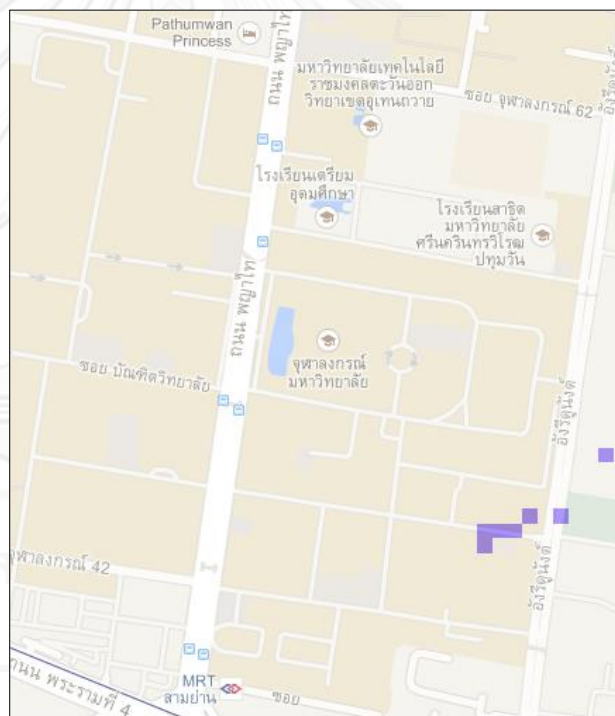 Pathumwan
Princess
ถนน พญาไท
มหาวิทยาลัยเทคโนโลยี
ราชมงคลตะวันออก
วิทยาเขตอุเทนถวาย
ซอย จุฬาลงกรณ์ 62
อังรีดูนังต์
โรงเรียนเตรียม
อุดมศึกษา
โรงเรียนสาธิต
มหาวิทยาลัย
ศรีนครินทรวิโรฒ
ปทุมวัน
ถนน พญาไท
จุฬาลงกรณ์
มหาวิทยาลัย
ซอย บัณฑิตวิทยาลัย
อังรีดูนังต์
จุฬาลงกรณ์ 42
อังรีดูนังต์
MRT
สามย่าน
ซอย
ถนน พระรามที่ 4